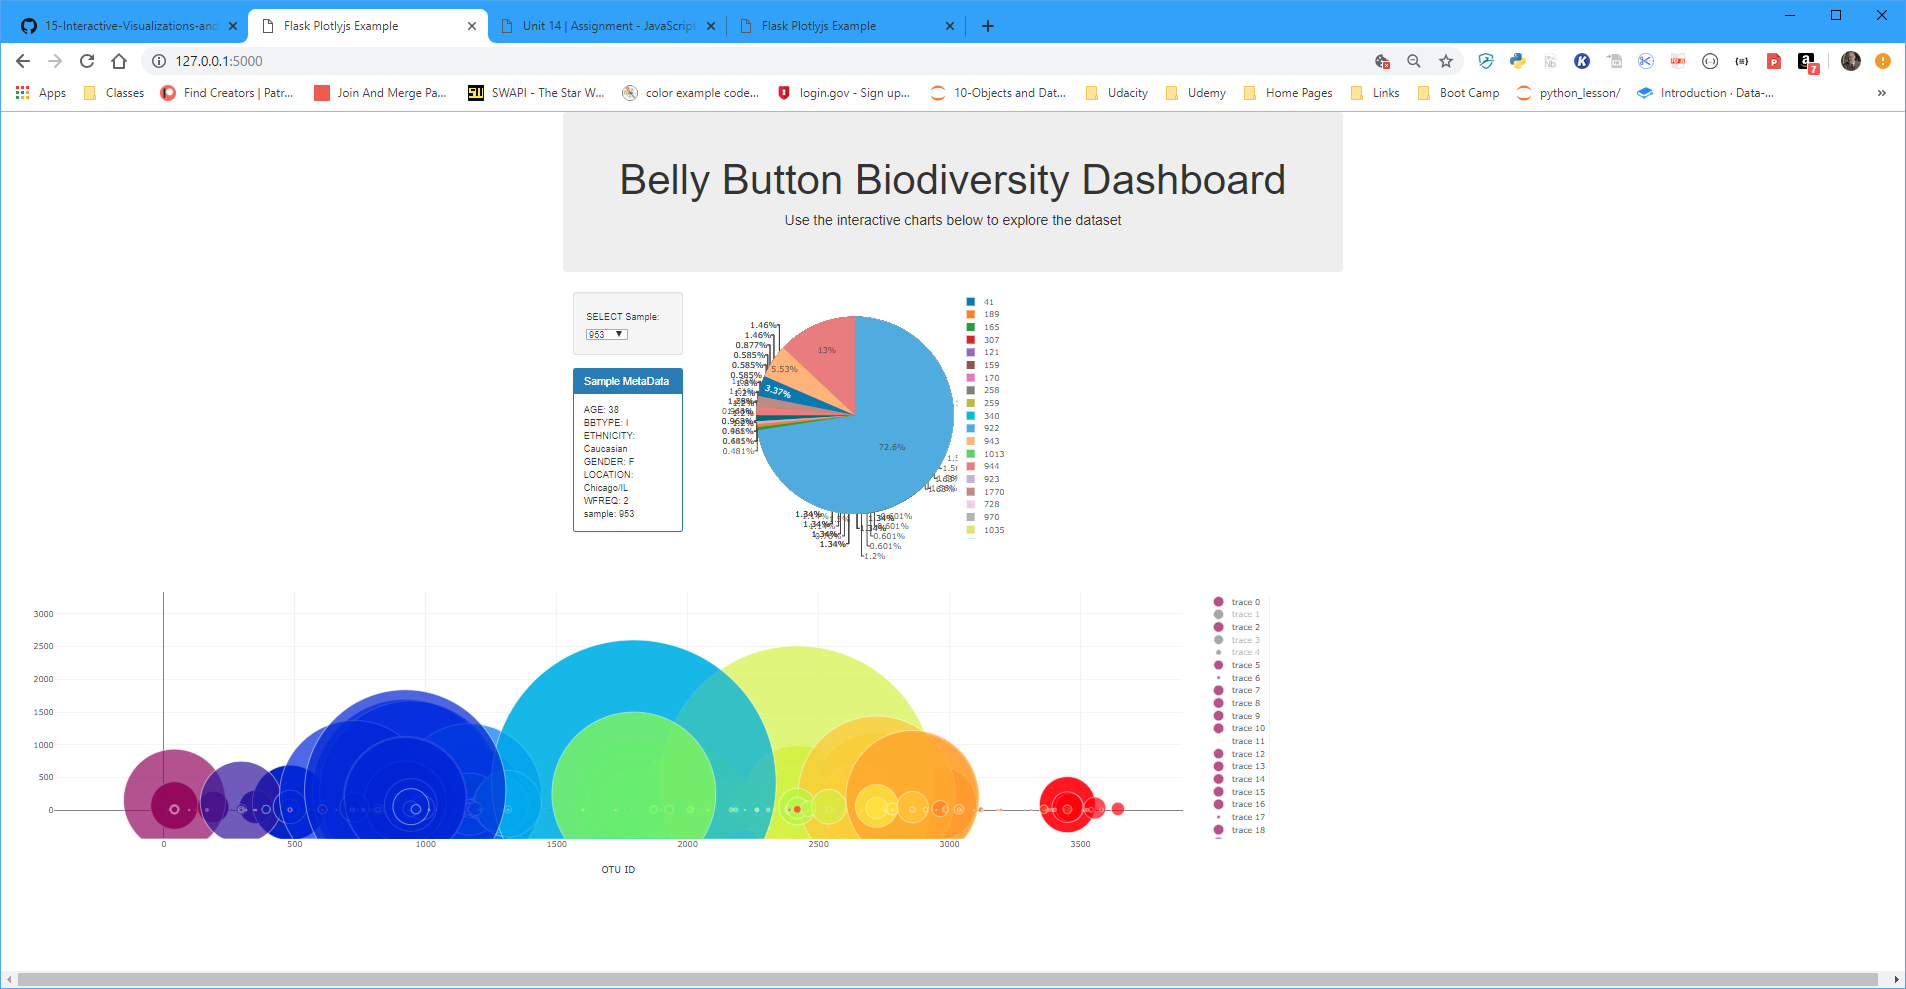 15-Interactive-Visualizations-and
Flask Plotlyjs Example
Unit 14 | Assignment - JavaScript
Flask Plotlyjs Example
127.0.0.1:5000
Apps
Classes
Find Creators | Patr...
Join And Merge Pa...
SWAPI - The Star W...
color example code...
login.gov - Sign up...
10-Objects and Dat...
Udacity
Udemy
Home Pages
Links
Boot Camp
python_lesson/
Introduction · Data-...
Belly Button Biodiversity Dashboard
Use the interactive charts below to explore the dataset
SELECT Sample:
953
Sample MetaData
AGE: 38
BBTYPE: I
ETHNICITY:
Caucasian
GENDER: F
LOCATION:
Chicago/IL
WFREQ: 2
sample: 953
1.46%
1.46%
0.877%
0.585%
0.585%
0.585%
13%
5.53%
3.37%
72.6%
0.481%
1.34%
1.34%
1.34%
0.601%
0.601%
1.2%
41
189
165
307
121
159
170
258
259
340
922
943
1013
944
923
1770
728
970
1035
3000
2500
2000
1500
1000
500
0
0
500
1000
1500
2000
2500
3000
3500
OTU ID
trace 0
trace 1
trace 2
trace 3
trace 4
trace 5
trace 6
trace 7
trace 8
trace 9
trace 10
trace 11
trace 12
trace 13
trace 14
trace 15
trace 16
trace 17
trace 18